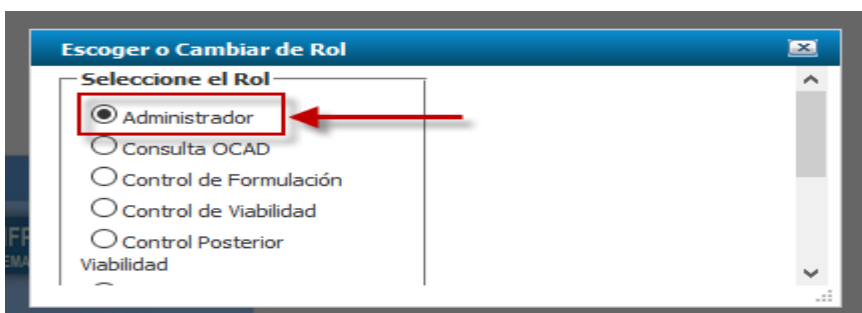 Escoger o Cambiar de Rol
Seleccione el Rol
Administrador
Consulta OCAD
Control de Formulación
Control de Viabilidad
Control Posterior
Viabilidad